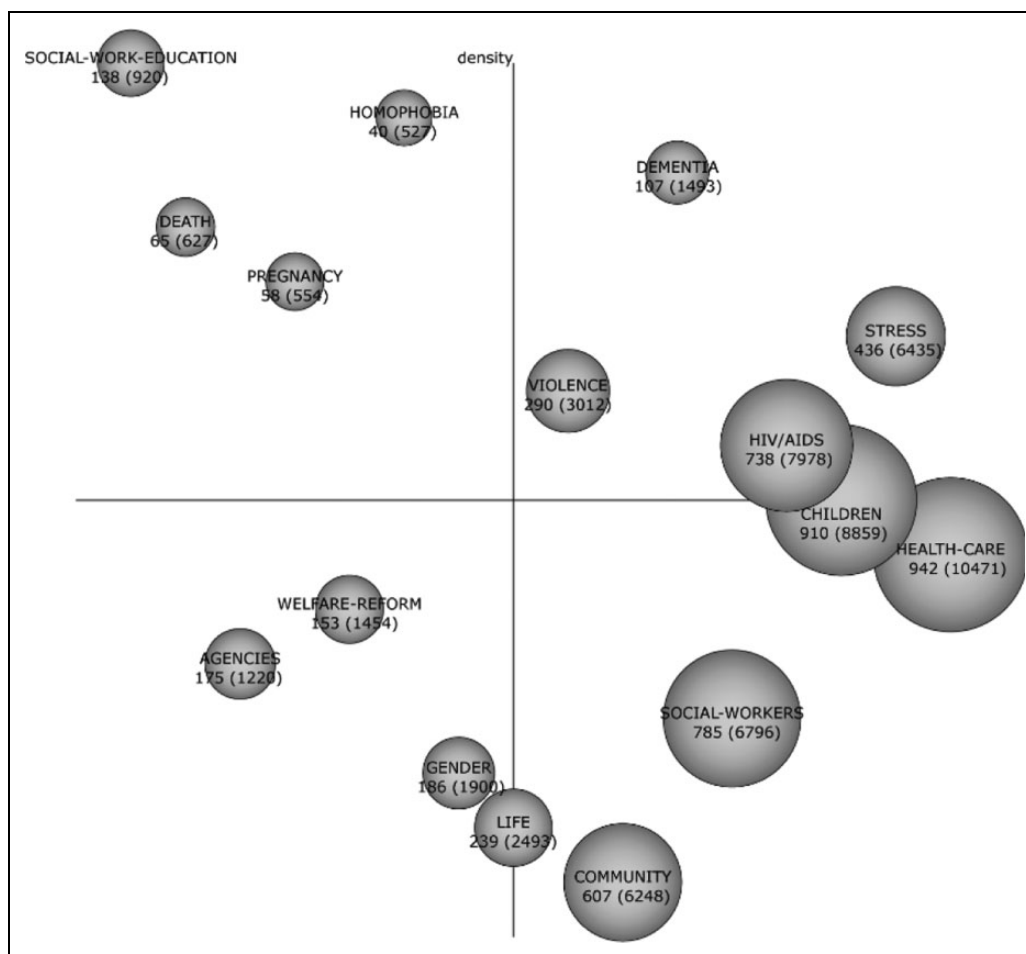 SOCIAL-WORK-EDUCATION
138 (920)
density
HOMOPHOBIA
40 (527)
DEMENTIA
107 (1493)
DEATH
65 (627)
PREGNANCY
58 (554)
STRESS
436 (6435)
VIOLENCE
290 (3012)
HIV/AIDS
738 (7978)
CHILDREN
910 (8859)
HEALTH-CARE
942 (10471)
WELFARE-REFORM
153 (1454)
AGENCIES
175 (1220)
SOCIAL-WORKERS
785 (6796)
GENDER
186 (1900)
LIFE
239 (2493)
COMMUNITY
607 (6248)